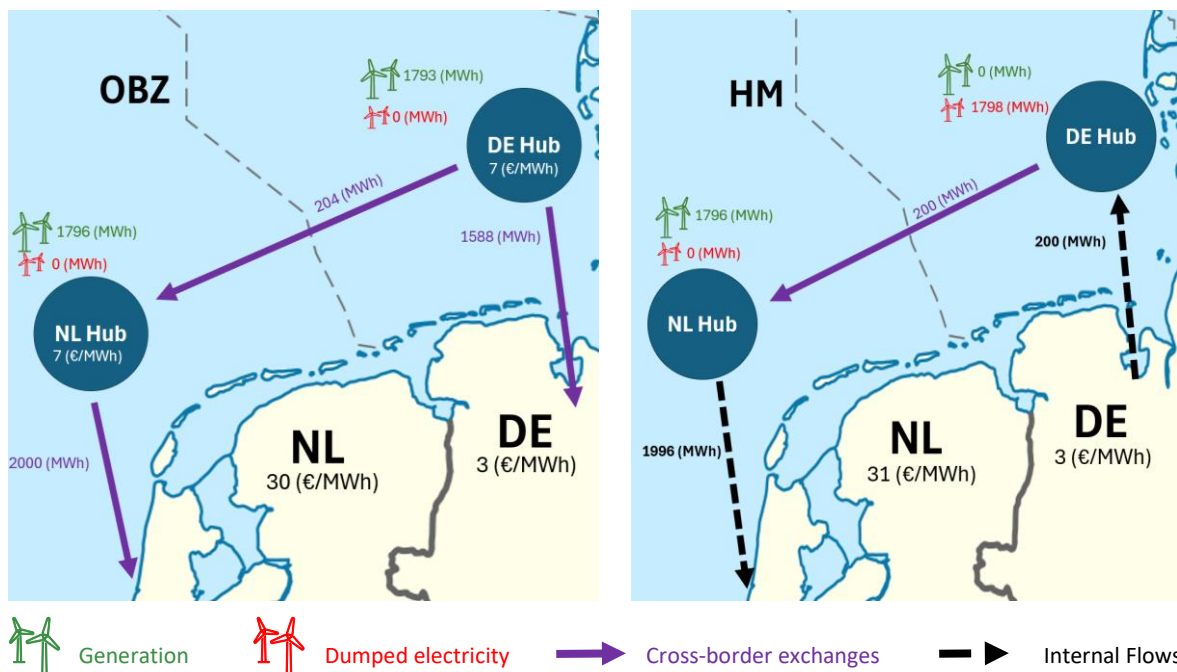 OBZ
1793 (MWh)
0 (MWh)
DE Hub
7 (€/MWh)
204 (MWh)
1588 (MWh)
1796 (MWh)
0 (MWh)
NL Hub
7 (€/MWh)
2000 (MWh)
NL
30 (€/MWh)
DE
3 (€/MWh)
HM
0 (MWh)
1798 (MWh)
DE Hub
200 (MWh)
200 (MWh)
1796 (MWh)
0 (MWh)
NL Hub
1996 (MWh)
NL
31 (€/MWh)
DE
3 (€/MWh)
Generation
Dumped electricity
Cross-border exchanges
Internal Flows